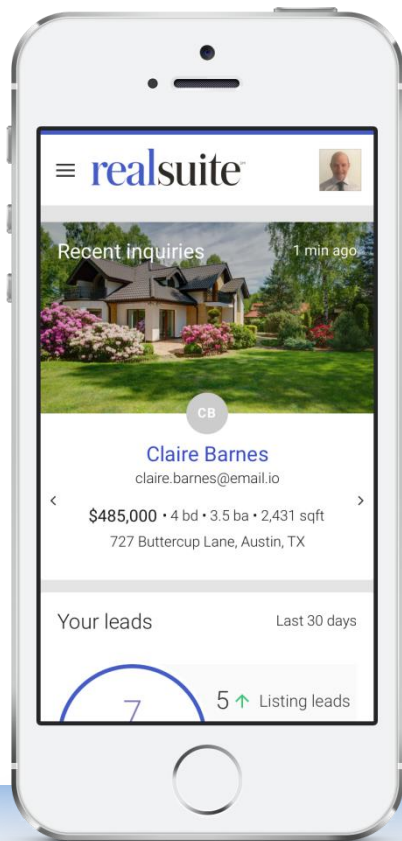 realsuite
Recent inquiries 1 min ago
CB
Claire Barnes
claire.barnes@email.io
$485,000 • 4 bd • 3.5 ba • 2,431 sqft
727 Buttercup Lane, Austin, TX
Your leads Last 30 days
7 5 ↑ Listing leads